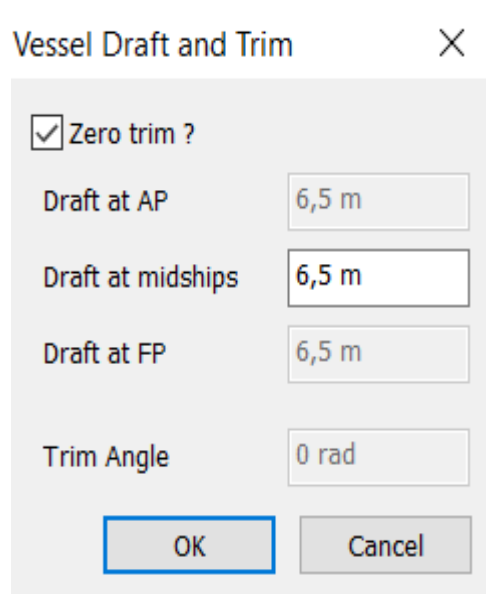 Vessel Draft and Trim
Zero trim ?
Draft at AP 6,5 m
Draft at midships 6,5 m
Draft at FP 6,5 m
Trim Angle 0 rad
OK Cancel